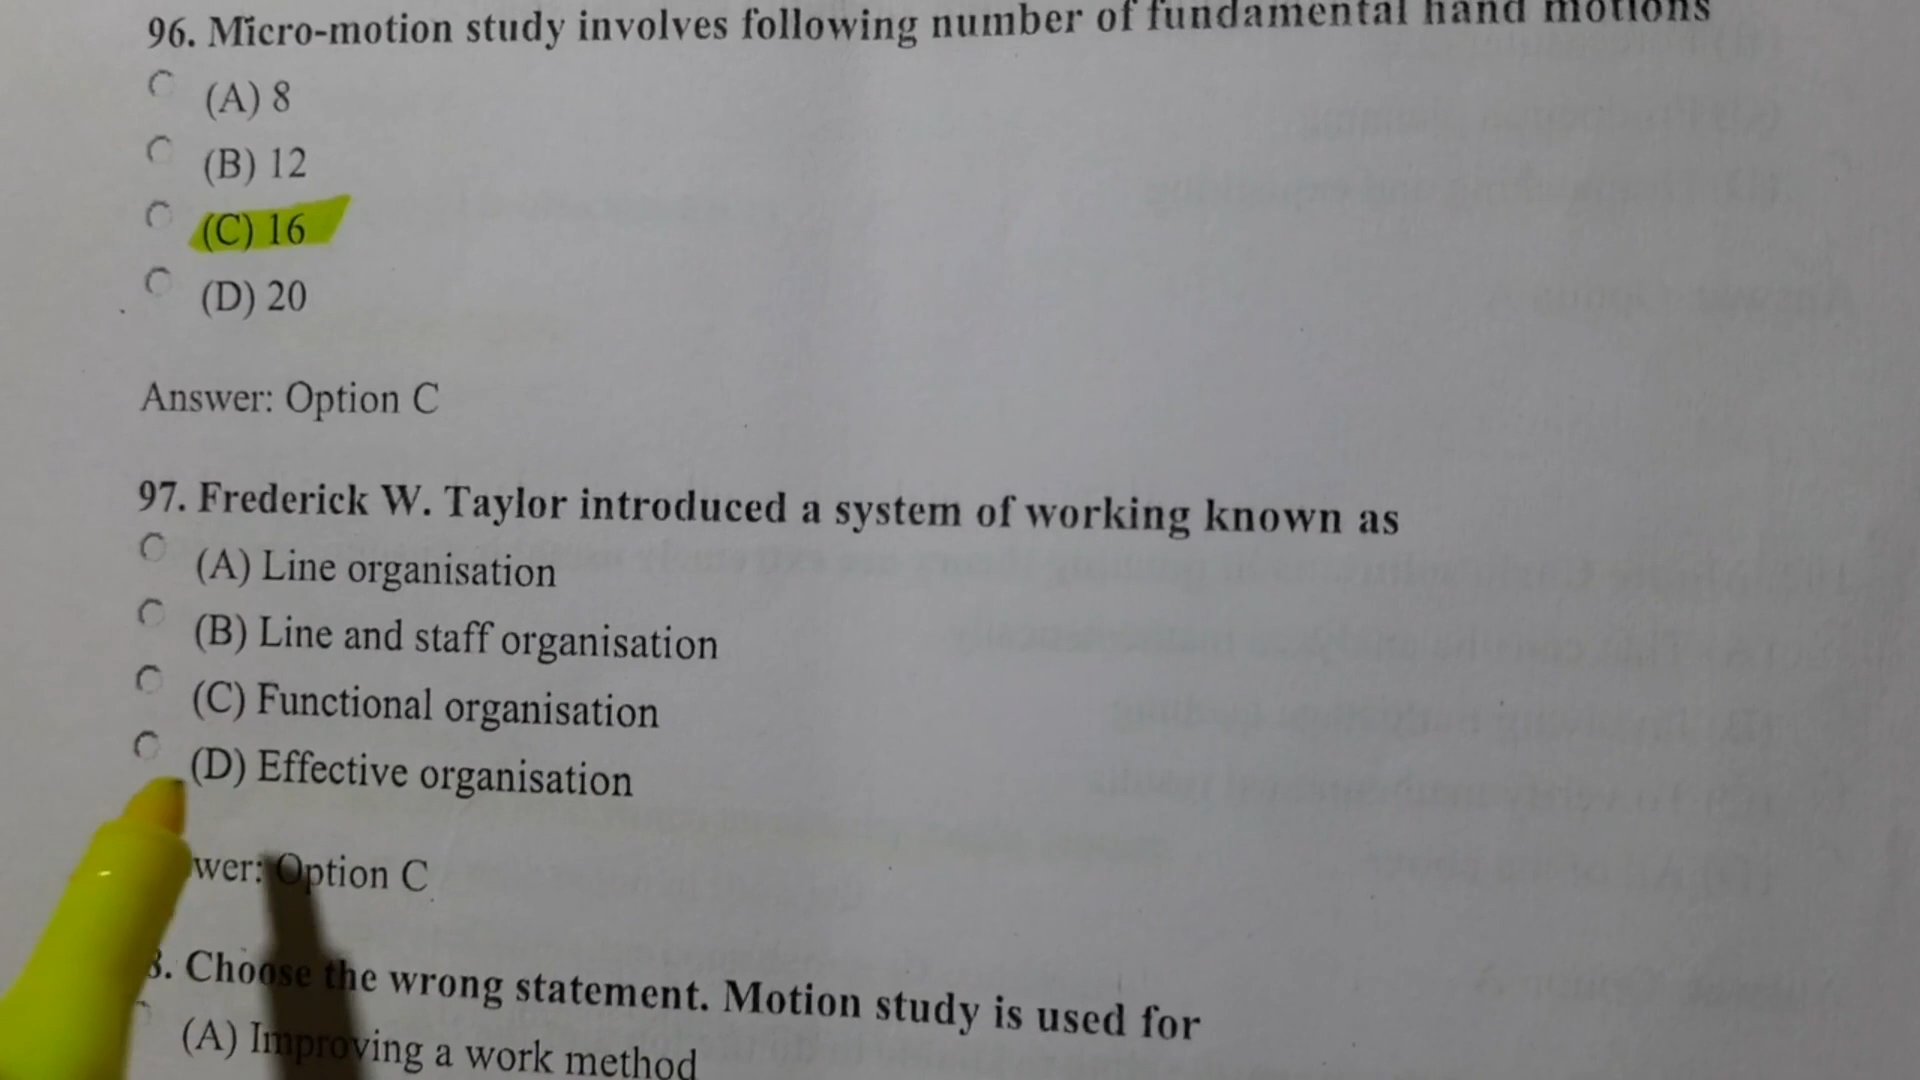 96. Micro-motion study involves following number of fundamental hand motions
(A) 8
(B) 12
(C) 16
(D) 20
Answer: Option C
97. Frederick W. Taylor introduced a system of working known as
(A) Line organisation
(B) Line and staff organisation
(C) Functional organisation
(D) Effective organisation
wer: Option C
8. Choose the wrong statement. Motion study is used for
(A) Improving a work method